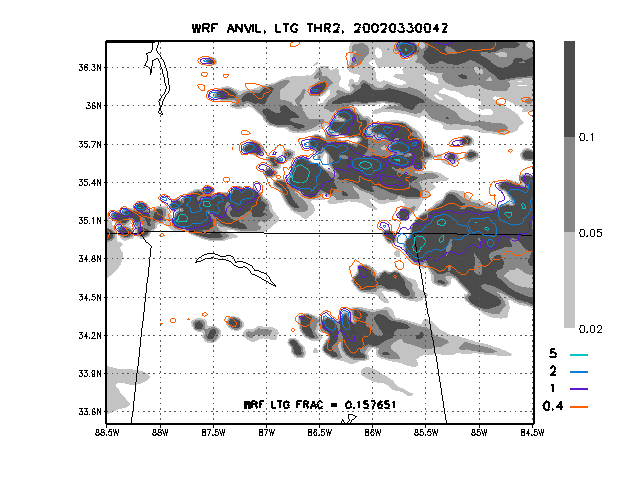 WRF ANVIL, LTG THR2, 2002033004Z
36.3N
36N
35.7N
35.4N
35.1N
34.8N
34.5N
34.2N
33.9N
33.6N
0.1
0.05
0.02
5
2
1
0.4
WRF LTG FRAC = 0.157651
88.5W 88W 87.5W 87W 86.5W 86W 85.5W 85W 84.5W